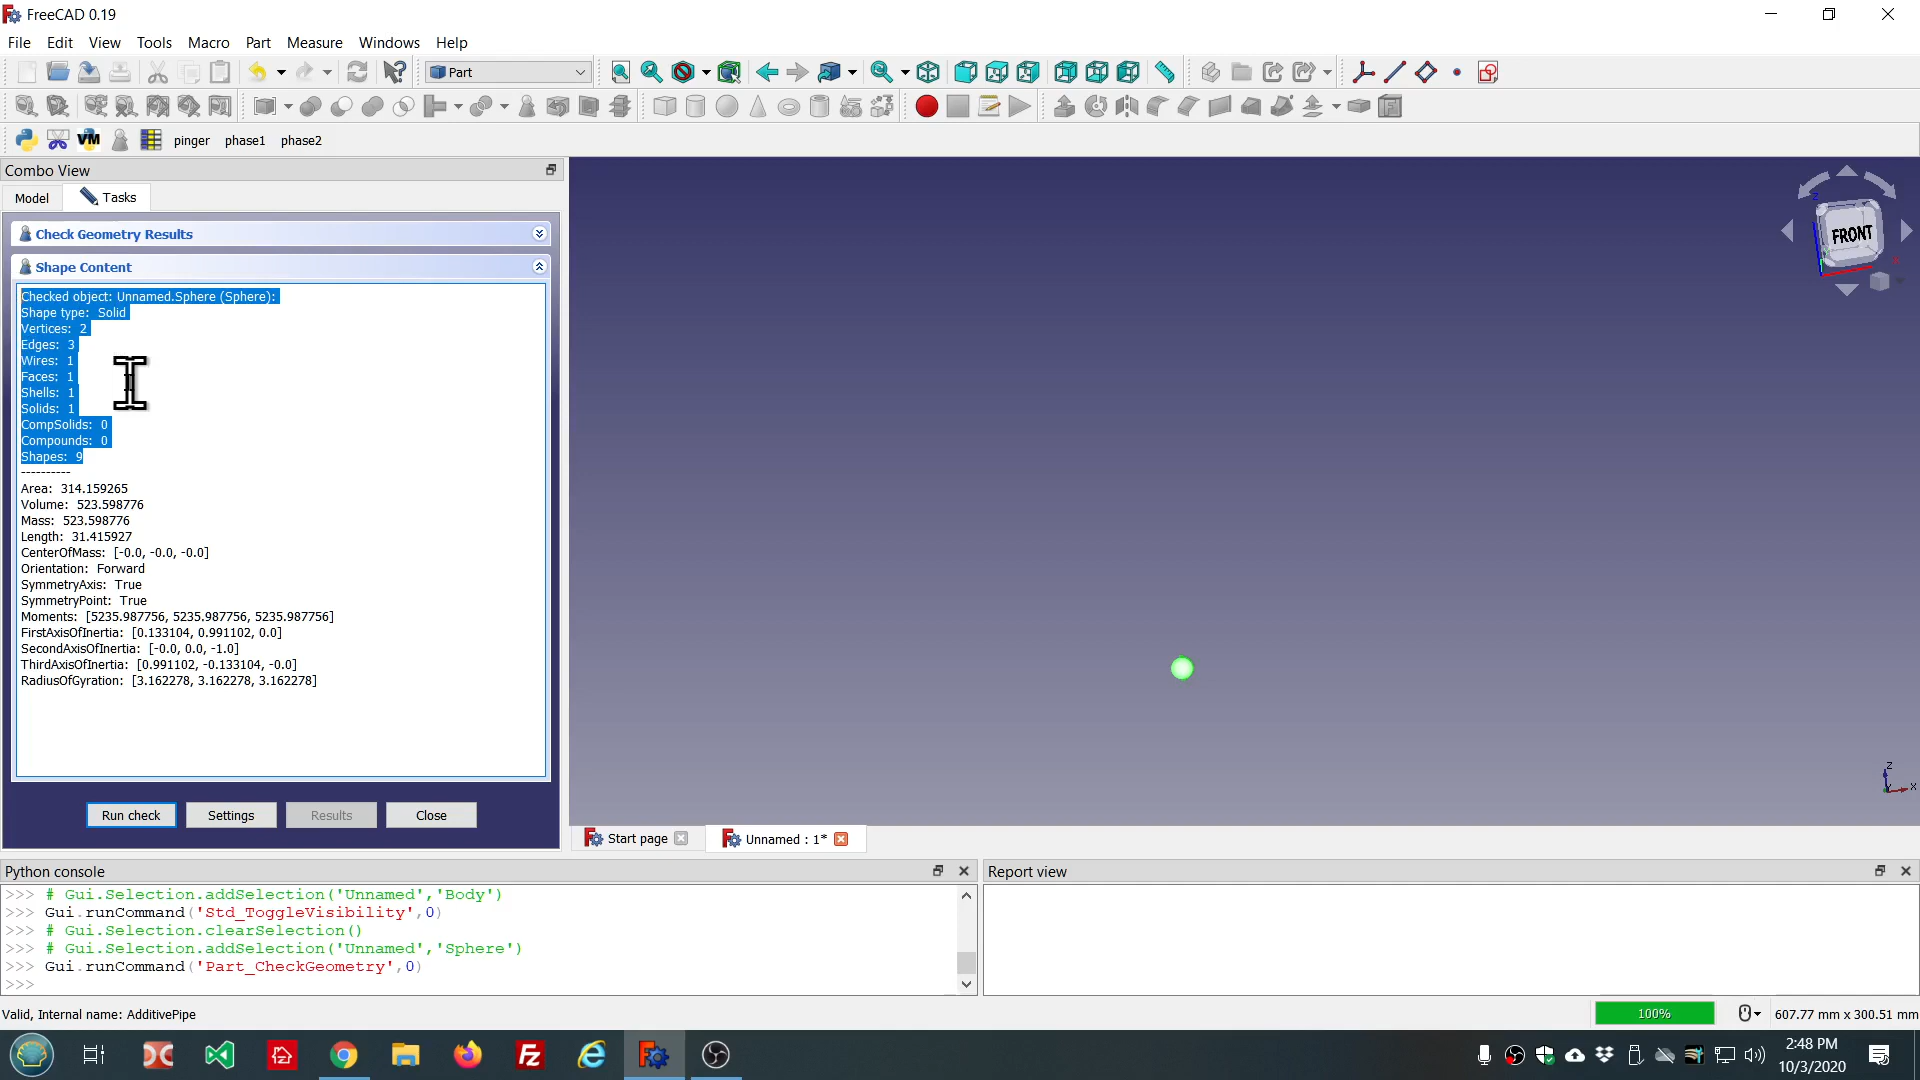 FreeCAD 0.19
File Edit View Tools Macro Part Measure Windows Help
Part
VM pinger phase1 phase2
Combo View
Model Tasks
Check Geometry Results
Shape Content
Checked object: Unnamed.Sphere (Sphere):
Shape type: Solid
Vertices: 2
Edges: 3
Wires: 1
Faces: 1
Shells: 1
Solids: 1
CompSolids: 0
Compounds: 0
Shapes: 9
----------
Area: 314.159265
Volume: 523.598776
Mass: 523.598776
Length: 31.415927
CenterOfMass: [-0.0, -0.0, -0.0]
Orientation: Forward
SymmetryAxis: True
SymmetryPoint: True
Moments: [5235.987756, 5235.987756, 5235.987756]
FirstAxisOfInertia: [0.133104, 0.991102, 0.0]
SecondAxisOfInertia: [-0.0, 0.0, -1.0]
ThirdAxisOfInertia: [0.991102, -0.133104, -0.0]
RadiusOfGyration: [3.162278, 3.162278, 3.162278]
Run check Settings Results Close
FRONT
z
x
Z
X
Start page Unnamed : 1*
Python console
>>> # Gui.Selection.addSelection('Unnamed','Body')
>>> Gui.runCommand('Std_ToggleVisibility',0)
>>> # Gui.Selection.clearSelection()
>>> # Gui.Selection.addSelection('Unnamed','Sphere')
>>> Gui.runCommand('Part_CheckGeometry',0)
>>>
Report view
Valid, Internal name: AdditivePipe
100%
607.77 mm x 300.51 mm
2:48 PM
10/3/2020